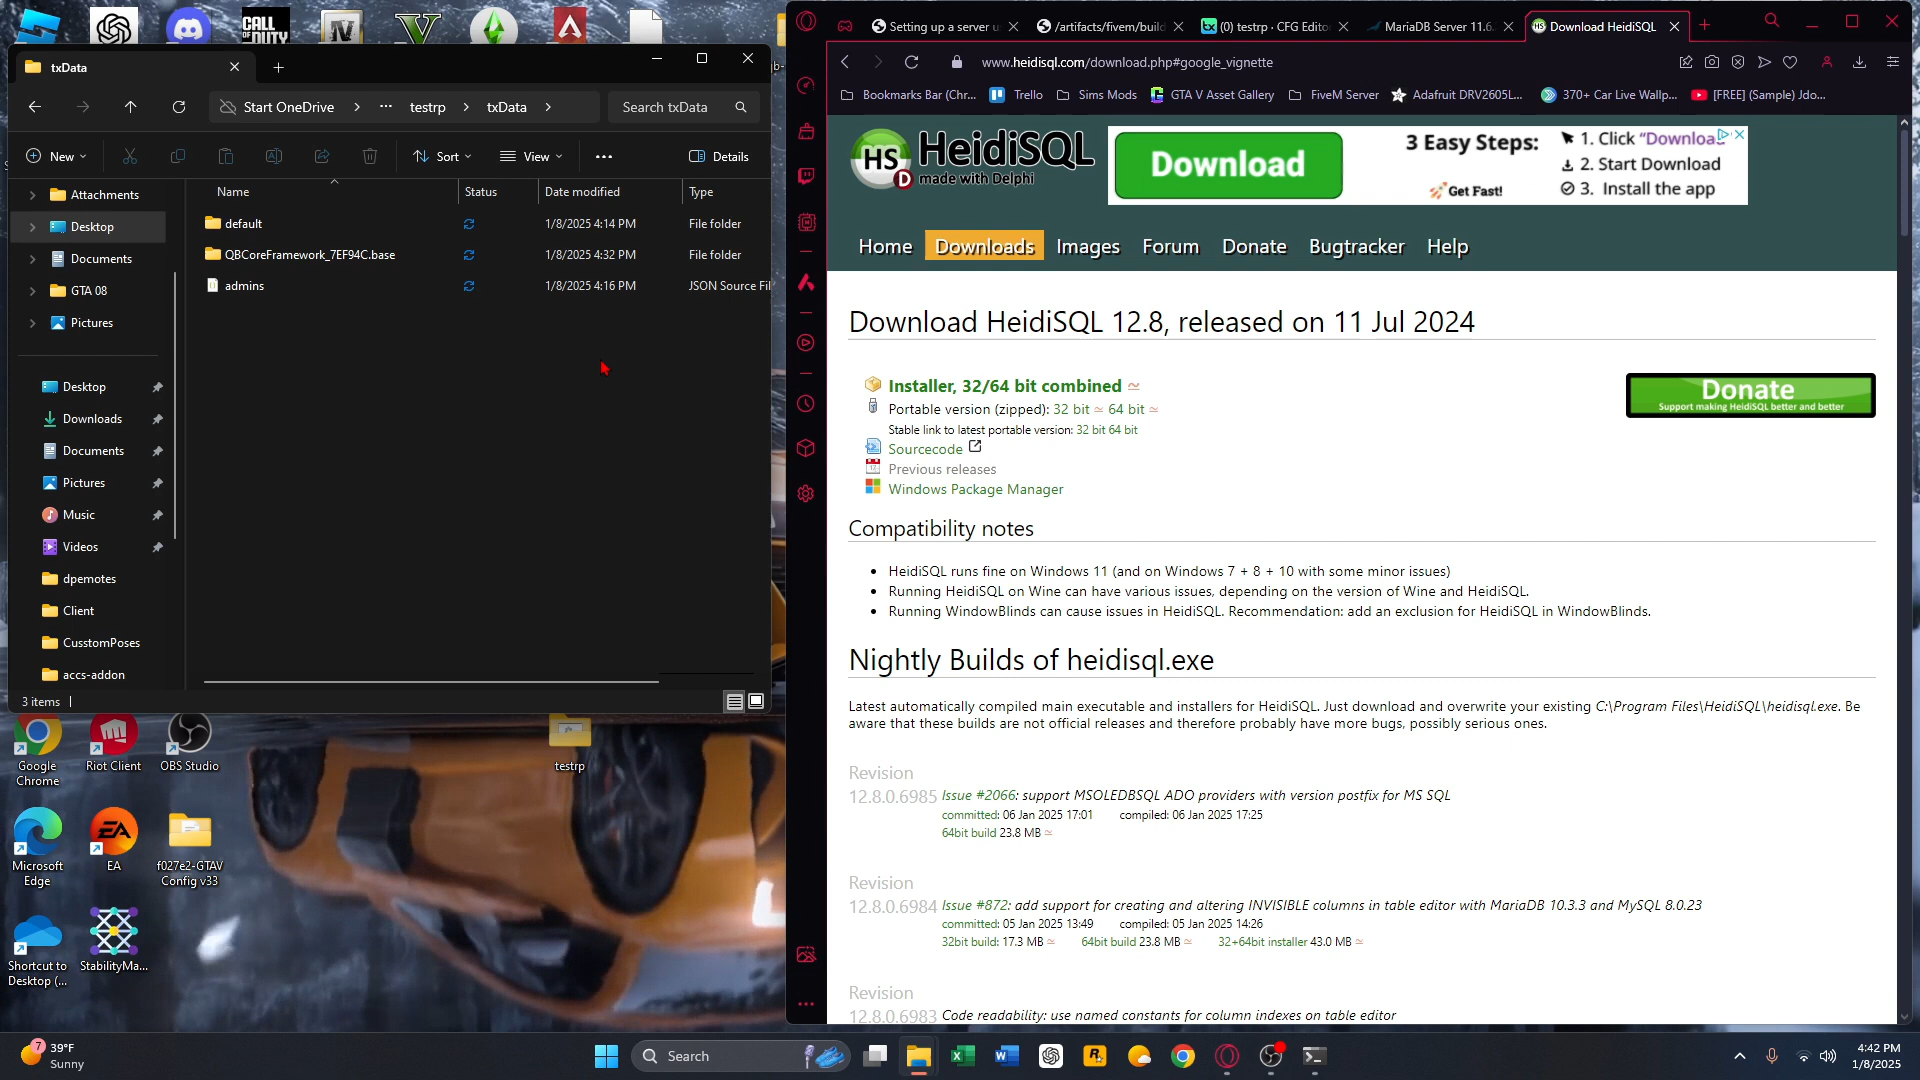 txData
Start OneDrive > ... testrp > txData >
Search txData
New
Sort
View
Details
Name
Status
Date modified
Type
default
1/8/2025 4:14 PM
File folder
QBCoreFramework_7EF94C.base
1/8/2025 4:32 PM
File folder
admins
1/8/2025 4:16 PM
JSON Source Fil
Attachments
Desktop
Documents
GTA 08
Pictures
Desktop
Downloads
Documents
Pictures
Music
Videos
dpemotes
Client
CusstomPoses
accs-addon
3 items
CALL OF DUTY
Google Chrome
Riot Client
OBS Studio
testrp
Microsoft Edge
EA
f027e2-GTAV Config v33
Shortcut to Desktop (...
StabilityMa...
Setting up a server u
/artifacts/fivem/build
(0) testrp · CFG Edito
MariaDB Server 11.6.
Download HeidiSQL
www.heidisql.com/download.php#google_vignette
Bookmarks Bar (Chr...
Trello
Sims Mods
GTA V Asset Gallery
FiveM Server
Adafruit DRV2605L...
370+ Car Live Wallp...
[FREE] (Sample) Jdo...
HS
D
HeidiSQL
made with Delphi
Download
3 Easy Steps:
Get Fast!
1. Click "Downloa..
2. Start Download
3. Install the app
Home
Downloads
Images
Forum
Donate
Bugtracker
Help
Download HeidiSQL 12.8, released on 11 Jul 2024
Installer, 32/64 bit combined
Portable version (zipped): 32 bit 64 bit
Stable link to latest portable version: 32 bit 64 bit
Sourcecode
Previous releases
Windows Package Manager
Donate
Support making HeidiSQL better and better
Compatibility notes
• HeidiSQL runs fine on Windows 11 (and on Windows 7 + 8 + 10 with some minor issues)
• Running HeidiSQL on Wine can have various issues, depending on the version of Wine and HeidiSQL.
• Running WindowBlinds can cause issues in HeidiSQL. Recommendation: add an exclusion for HeidiSQL in WindowBlinds.
Nightly Builds of heidisql.exe
Latest automatically compiled main executable and installers for HeidiSQL. Just download and overwrite your existing C:\Program Files\HeidiSQL\heidisql.exe. Be
aware that these builds are not official releases and therefore probably have more bugs, possibly serious ones.
Revision
12.8.0.6985 Issue #2066: support MSOLEDBSQL ADO providers with version postfix for MS SQL
committed: 06 Jan 2025 17:01 compiled: 06 Jan 2025 17:25
64bit build 23.8 MB
Revision
12.8.0.6984 Issue #872: add support for creating and altering INVISIBLE columns in table editor with MariaDB 10.3.3 and MySQL 8.0.23
committed: 05 Jan 2025 13:49 compiled: 05 Jan 2025 14:26
32bit build: 17.3 MB 64bit build 23.8 MB 32+64bit installer 43.0 MB
Revision
12.8.0.6983 Code readability: use named constants for column indexes on table editor
7
39°F
Sunny
Search
4:42 PM
1/8/2025